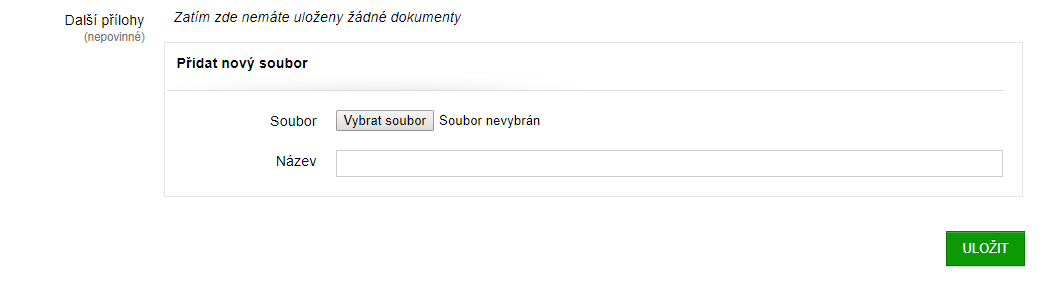 Další přílohy
(nepovinné)
Zatím zde nemáte uloženy žádné dokumenty
Přidat nový soubor
Soubor Vybrat soubor Soubor nevybrán
Název
ULOŽIT